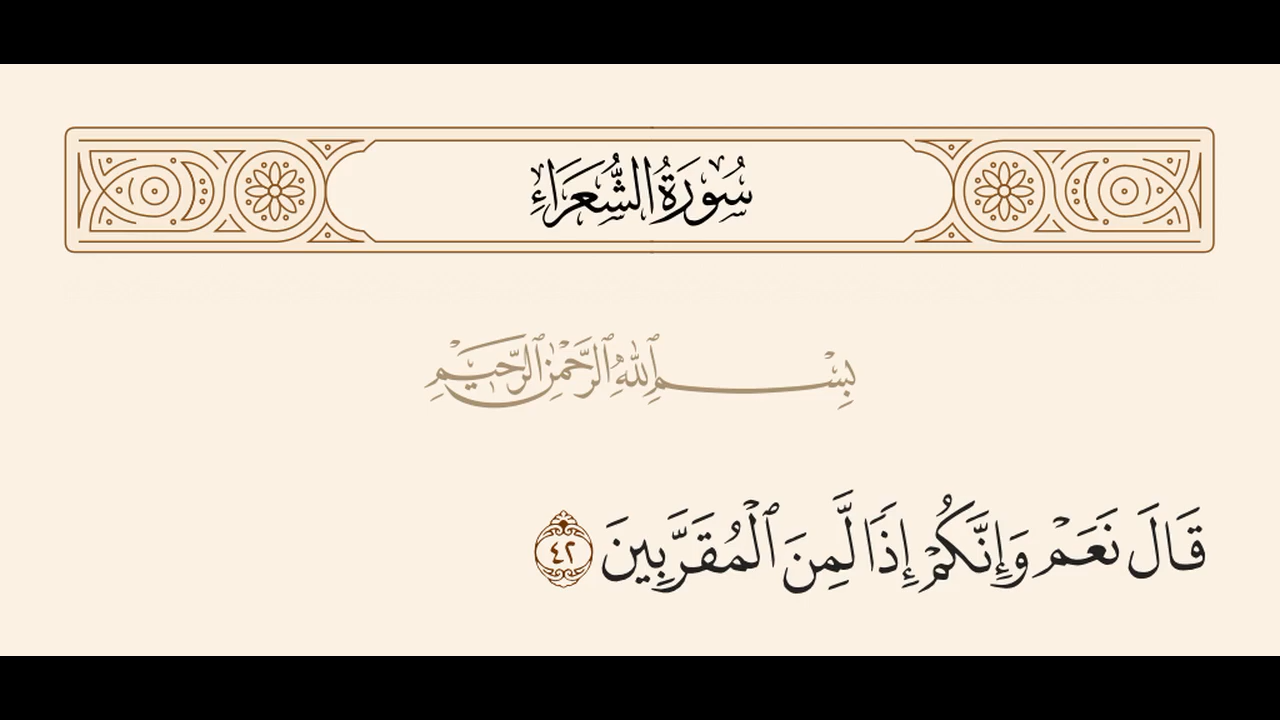 سُورَةُ الشُّعَرَاءِ
بِسْمِ ٱللَّهِ ٱلرَّحْمَٰنِ ٱلرَّحِيمِ
قَالَ نَعَمْ وَإِنَّكُمْ إِذًا لَّمِنَ ٱلْمُقَرَّبِينَ ٤٢